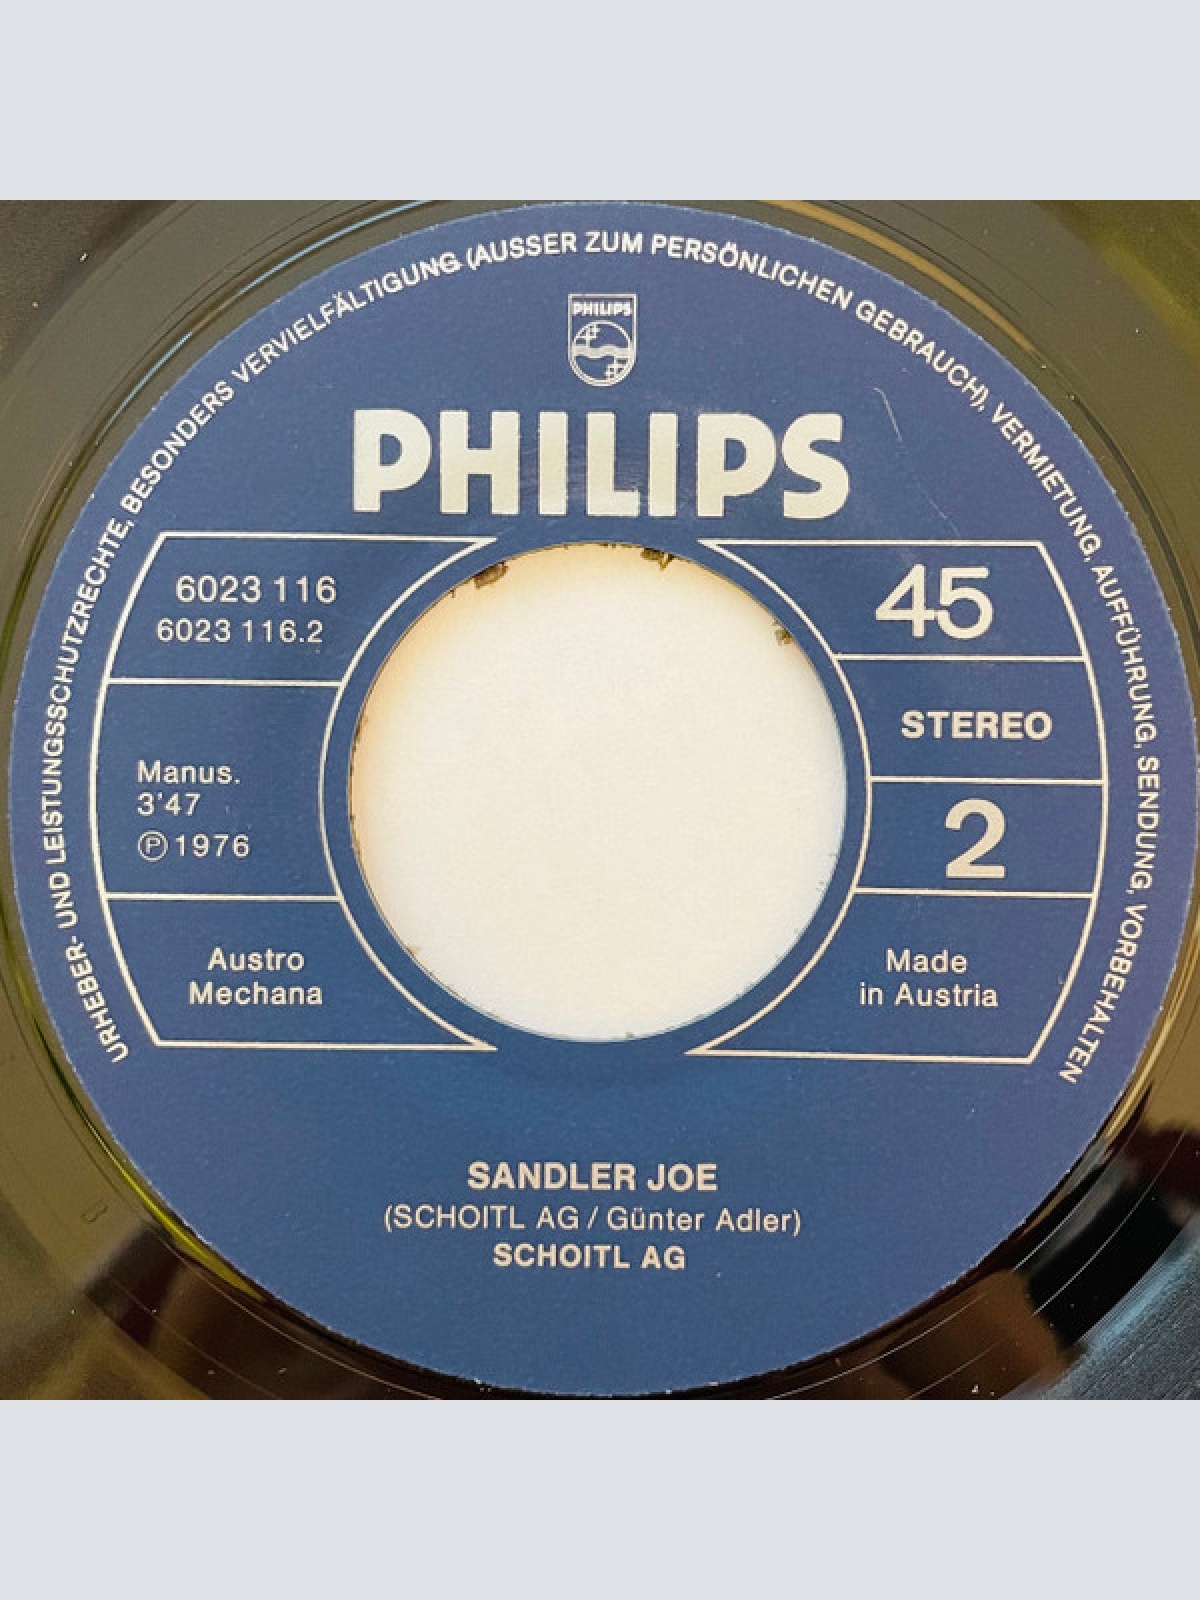 URHEBER- UND LEISTUNGSSCHUTZRECHTE, BESONDERS VERVIELFÄLTIGUNG (AUSSER ZUM PERSÖNLICHEN GEBRAUCH), VERMIETUNG, AUFFÜHRUNG, SENDUNG, VORBEHALTEN
PHILIPS
PHILIPS
6023 116
6023 116.2
Manus.
3'47
Ⓟ 1976
Austro
Mechana
45
STEREO
2
Made
in Austria
SANDLER JOE
(SCHOITL AG / Günter Adler)
SCHOITL AG